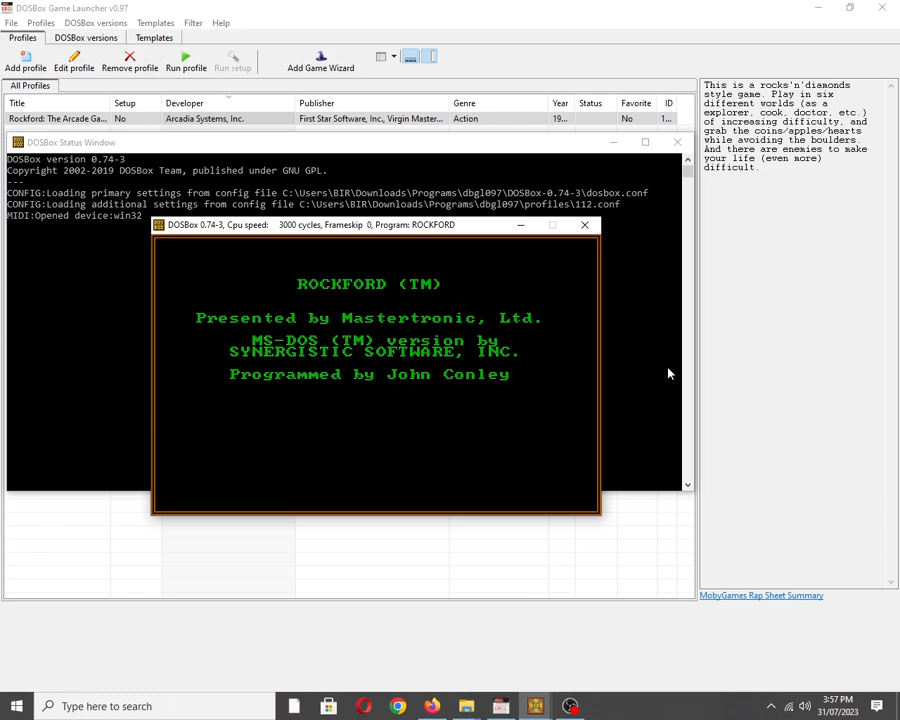 DOSBox Game Launcher v0.97
File Profiles DOSBox versions Templates Filter Help
Profiles DOSBox versions Templates
Add profile Edit profile Remove profile Run profile Run setup Add Game Wizard
All Profiles
Title Setup Developer Publisher Genre Year Status Favorite ID
Rockford: The Arcade Ga... No Arcadia Systems, Inc. First Star Software, Inc., Virgin Master... Action 19... No 1...
This is a rocks'n'diamonds
style game. Play in six
different worlds (as a
explorer, cook, doctor, etc.)
of increasing difficulty, and
grab the coins/apples/hearts
while avoiding the boulders.
And there are enemies to make
your life (even more)
difficult.
DOSBox Status Window
DOSBox version 0.74-3
Copyright 2002-2019 DOSBox Team, published under GNU GPL.
---
CONFIG:Loading primary settings from config file C:\Users\BIR\Downloads\Programs\dbgl097\DOSBox-0.74-3\dosbox.conf
CONFIG:Loading additional settings from config file C:\Users\BIR\Downloads\Programs\dbgl097\profiles\112.conf
MIDI:Opened device:win32
DOSBox 0.74-3, Cpu speed: 3000 cycles, Frameskip 0, Program: ROCKFORD
ROCKFORD (TM)
Presented by Mastertronic, Ltd.
MS-DOS (TM) version by
SYNERGISTIC SOFTWARE, INC.
Programmed by John Conley
MobyGames Rap Sheet Summary
Type here to search
3:57 PM
31/07/2023